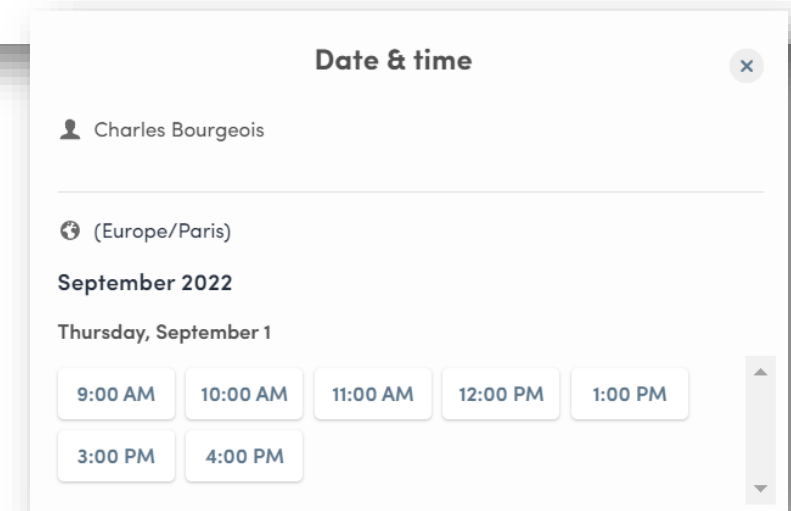 Date & time
Charles Bourgeois
(Europe/Paris)
September 2022
Thursday, September 1
9:00 AM 10:00 AM 11:00 AM 12:00 PM 1:00 PM
3:00 PM 4:00 PM